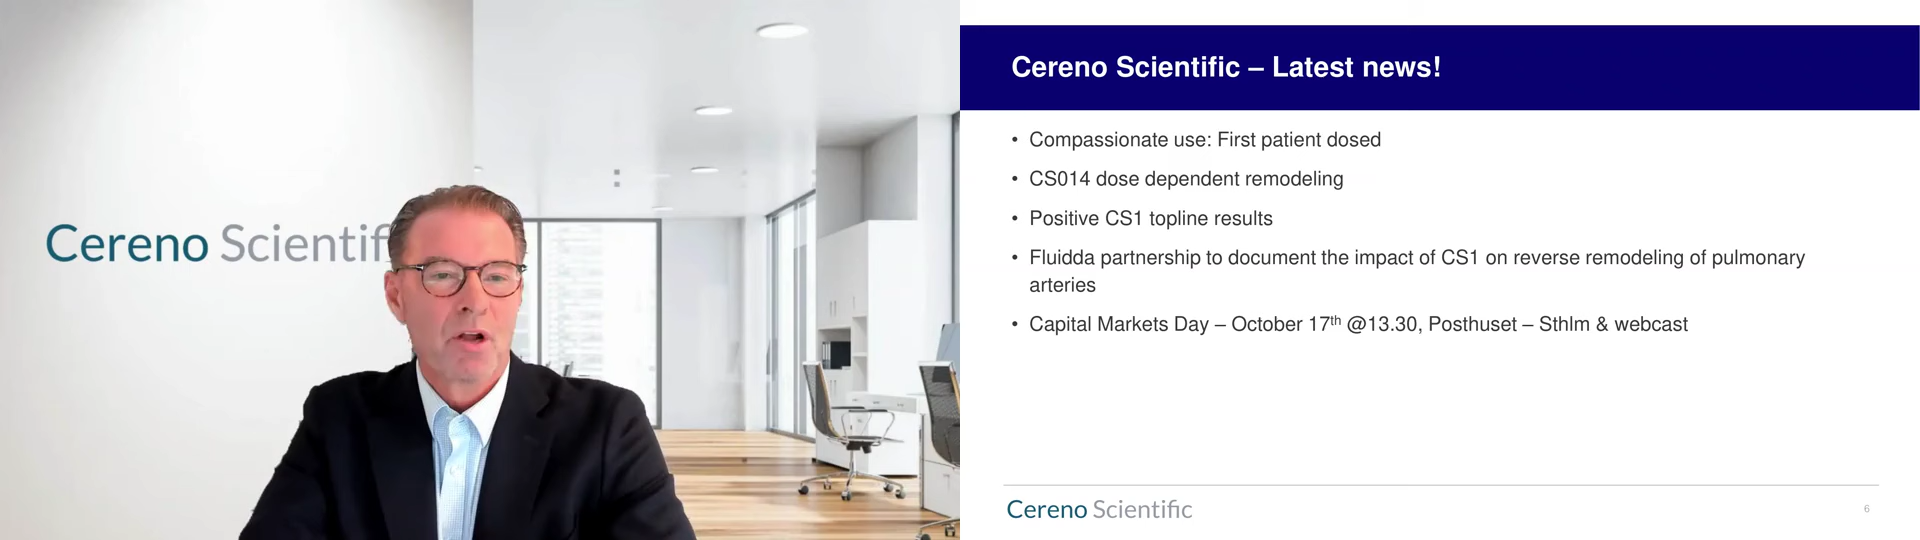 Cereno Scientif
Cereno Scientific – Latest news!
• Compassionate use: First patient dosed
• CS014 dose dependent remodeling
• Positive CS1 topline results
• Fluidda partnership to document the impact of CS1 on reverse remodeling of pulmonary
arteries
• Capital Markets Day – October 17th @13.30, Posthuset – Sthlm & webcast
Cereno Scientific
6